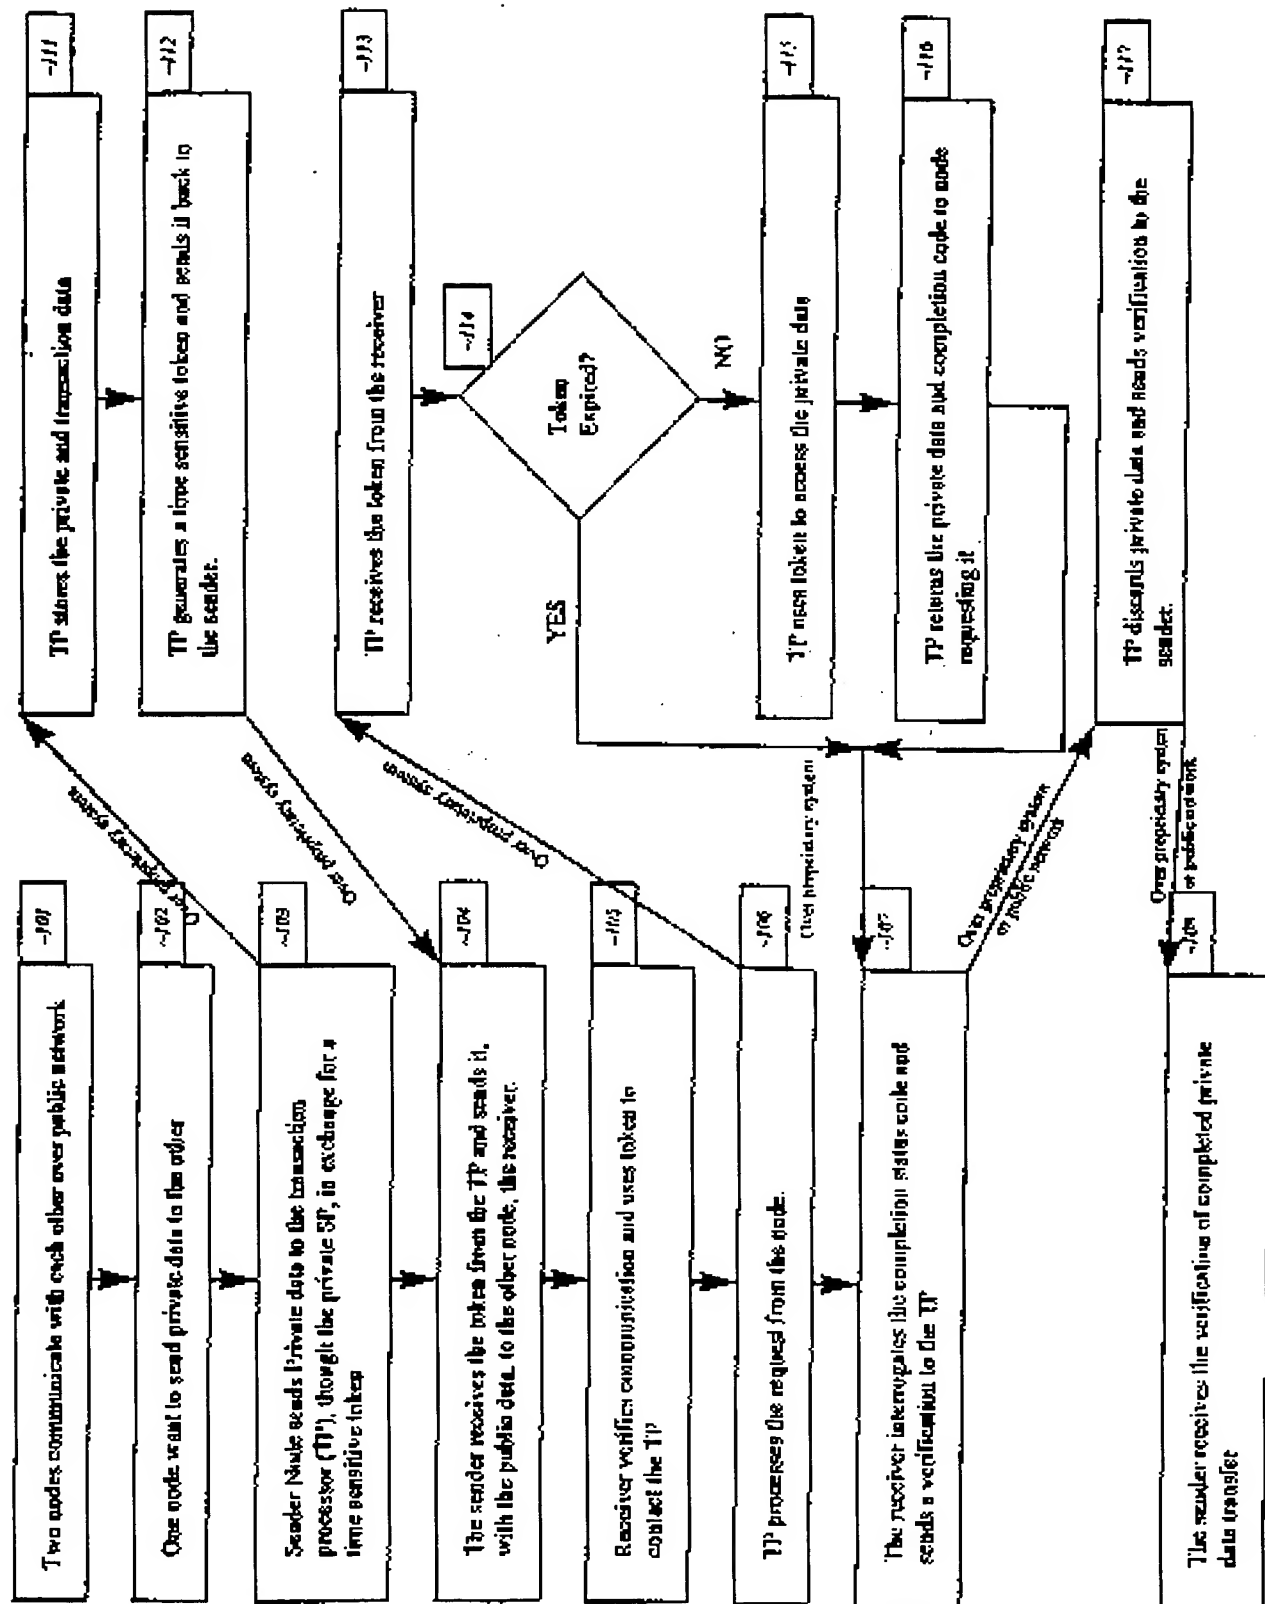 ~101
Two nodes communicate with each other over public network
~102
One node want to send private data to the other
~103
Sender Node sends Private data to the transaction
processor (TP), thought the private SP, in exchange for a
time sensitive token
~104
The sender receives the token from the TP and sends it,
with the public data, to the other node, the receiver.
~105
Receiver verifies communication and uses token to
contact the TP
~106
TP processes the request from the node.
~107
The receiver interrogates the completion status code and
sends a verification to the TP
The sender receives the verification of completed private
data transfer
Over proprietary system
Over proprietary system
Over proprietary system
Over proprietary system
Over proprietary system
or public network
Over proprietary system
or public network
~111
TP stores the private and transaction data
~112
TP generates a time sensitive token and sends it back to
the sender.
~113
TP receives the token from the receiver
~114
Token
Expired?
YES
NO
~115
TP uses token to access the private data
~116
TP returns the private data and completion code to node
requesting it
~117
TP discards private data and sends verification to the
sender.